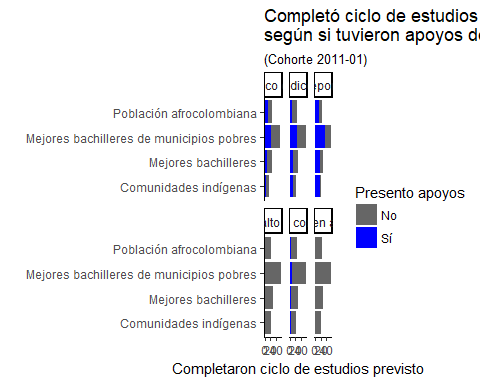 Completó ciclo de estudios
según si tuvieron apoyos de
(Cohorte 2011-01)
Población afrocolombiana
Mejores bachilleres de municipios pobres
Mejores bachilleres
Comunidades indígenas
Población afrocolombiana
Mejores bachilleres de municipios pobres
Mejores bachilleres
Comunidades indígenas
Presento apoyos
No
Sí
Completaron ciclo de estudios previsto